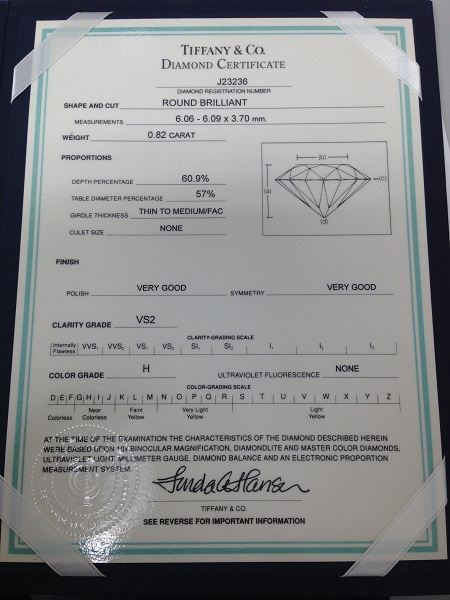 TIFFANY & CO.
DIAMOND CERTIFICATE
J23236
DIAMOND REGISTRATION NUMBER
SHAPE AND CUT ROUND BRILLIANT
MEASUREMENTS 6.06 - 6.09 x 3.70 mm.
WEIGHT 0.82 CARAT
PROPORTIONS
DEPTH PERCENTAGE 60.9%
TABLE DIAMETER PERCENTAGE 57%
GIRDLE THICKNESS THIN TO MEDIUM/FAC
CULET SIZE NONE
(b)
(a) (c)
(d)
FINISH
POLISH VERY GOOD SYMMETRY VERY GOOD
CLARITY GRADE VS2
CLARITY-GRADING SCALE
Internally Flawless VVS1 VVS2 VS1 VS2 SI1 SI2 I1 I2 I3
COLOR GRADE H ULTRAVIOLET FLUORESCENCE NONE
COLOR-GRADING SCALE
D E F G H I J K L M N O P Q R S T U V W X Y Z
Colorless Near Colorless Faint Yellow Very Light Yellow Light Yellow
AT THE TIME OF THE EXAMINATION THE CHARACTERISTICS OF THE DIAMOND DESCRIBED HEREIN
WERE BASED UPON 10x BINOCULAR MAGNIFICATION, DIAMONDLITE AND MASTER COLOR DIAMONDS,
ULTRAVIOLET LIGHT, MILLIMETER GAUGE, DIAMOND BALANCE AND AN ELECTRONIC PROPORTION
MEASUREMENT SYSTEM.
TIFFANY & CO.
SEE REVERSE FOR IMPORTANT INFORMATION